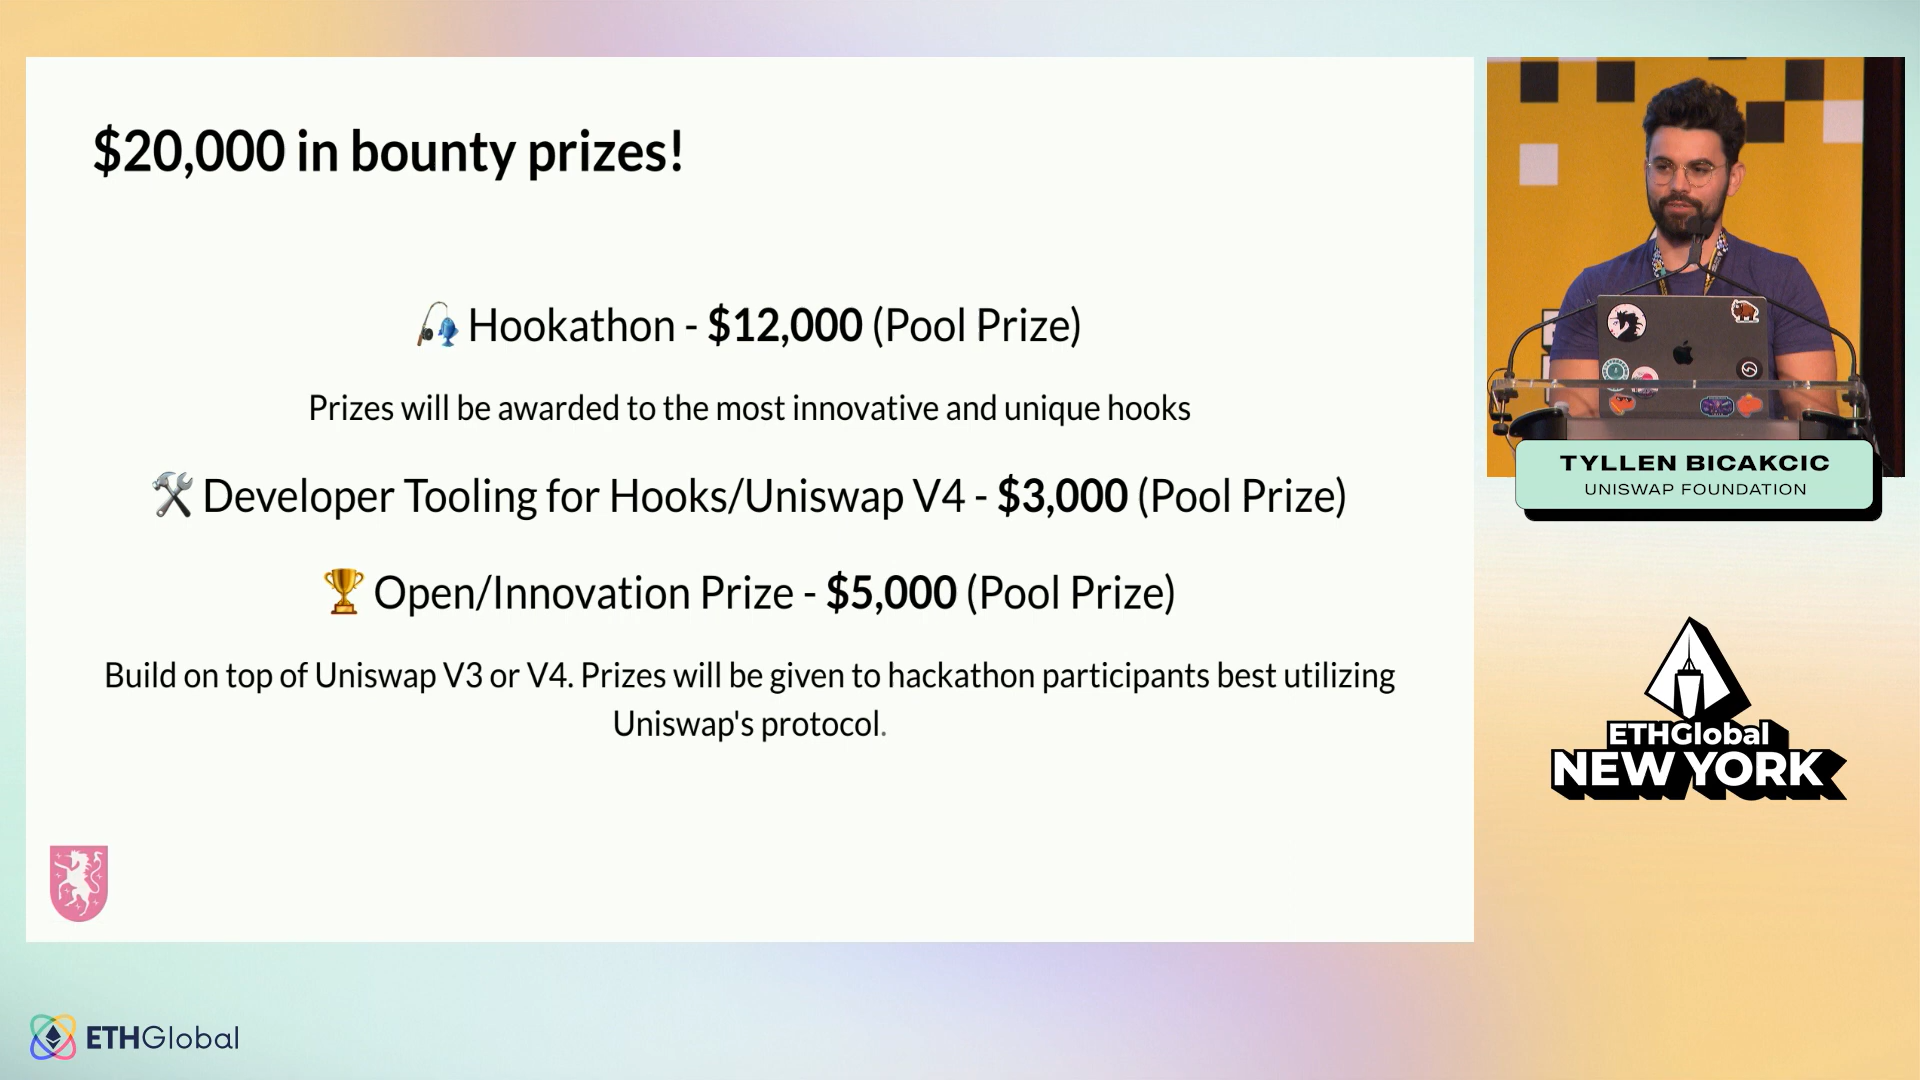 $20,000 in bounty prizes!
🎣 Hookathon - $12,000 (Pool Prize)
Prizes will be awarded to the most innovative and unique hooks
🛠 Developer Tooling for Hooks/Uniswap V4 - $3,000 (Pool Prize)
🏆 Open/Innovation Prize - $5,000 (Pool Prize)
Build on top of Uniswap V3 or V4. Prizes will be given to hackathon participants best utilizing
Uniswap's protocol.
TYLLEN BICAKCIC
UNISWAP FOUNDATION
ETHGlobal
NEW YORK
ETHGlobal